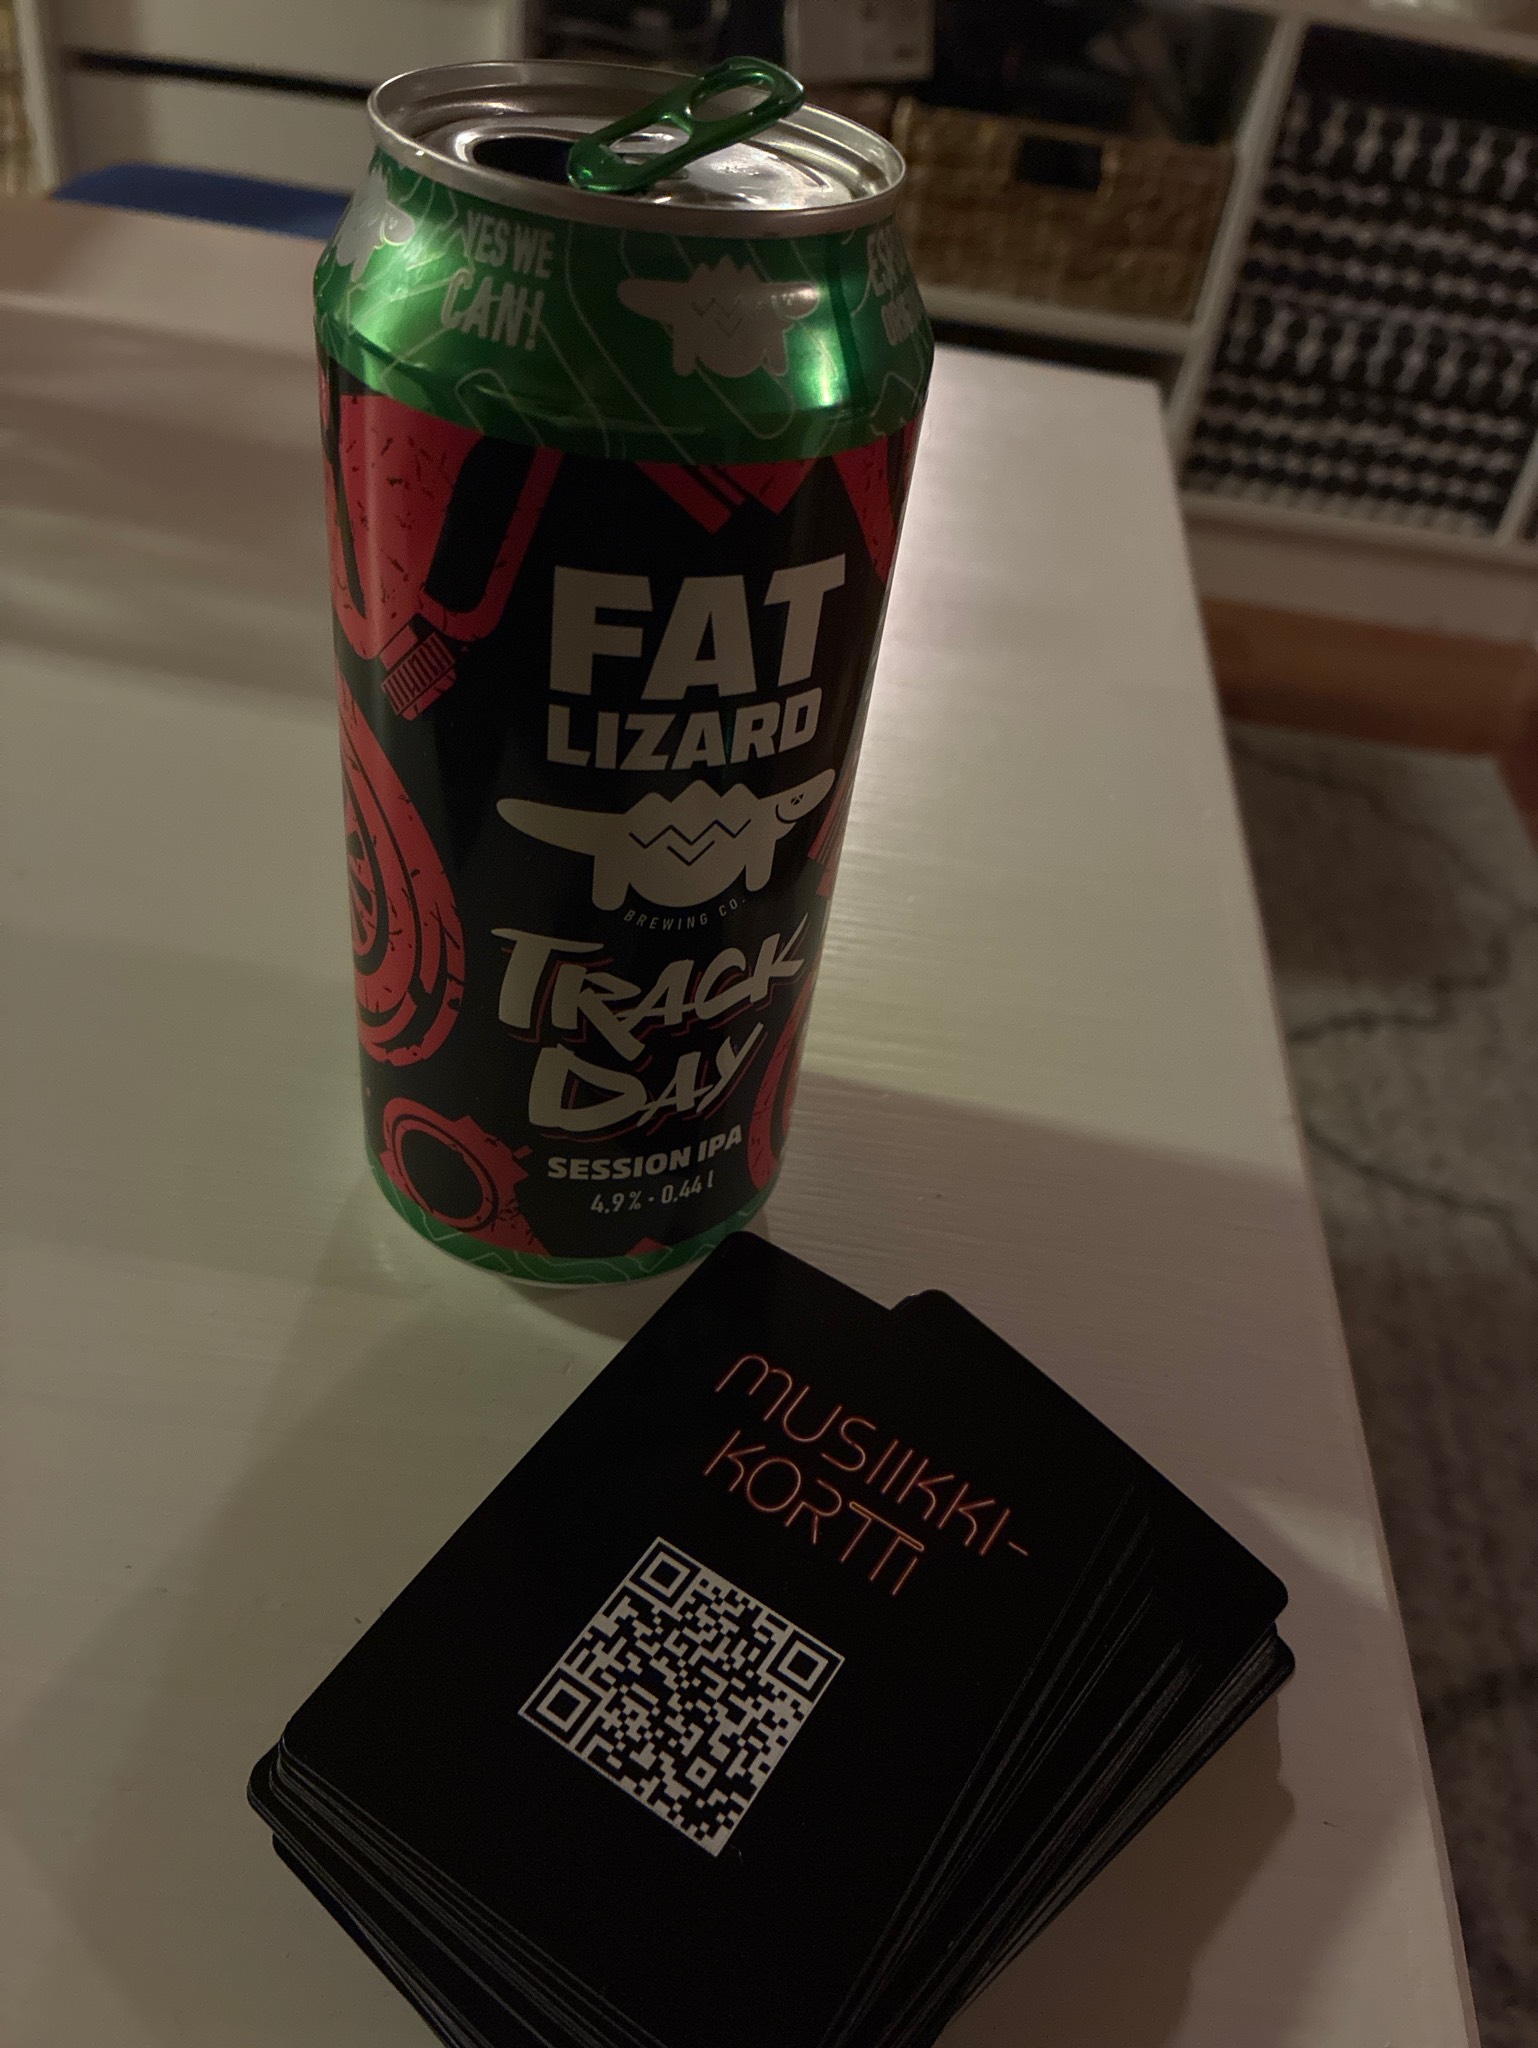 YES WE
CAN!
FAT
LIZARD
BREWING CO.
TRACK
DAY
SESSION IPA
4,9% - 0,44 l
MUSIIKKI-
KORTTI